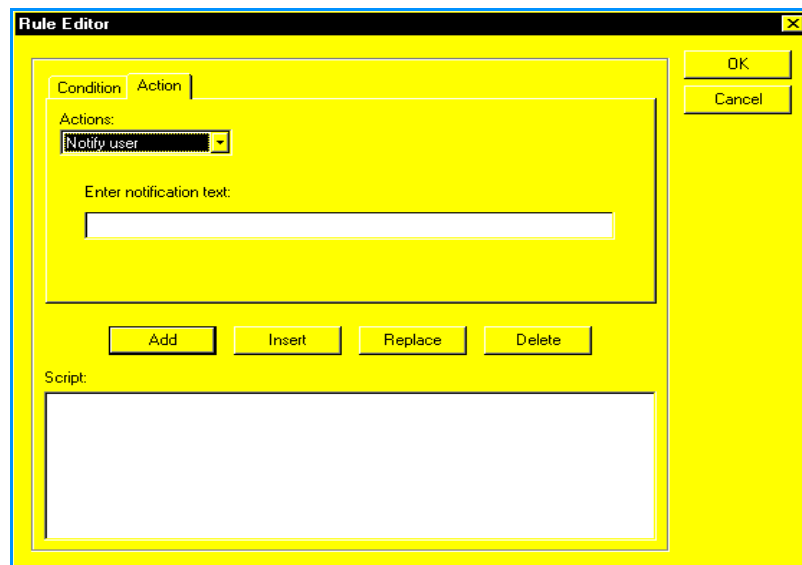 Rule Editor
OK
Cancel
Condition Action
Actions:
Notify user
Enter notification text:
Add Insert Replace Delete
Script: